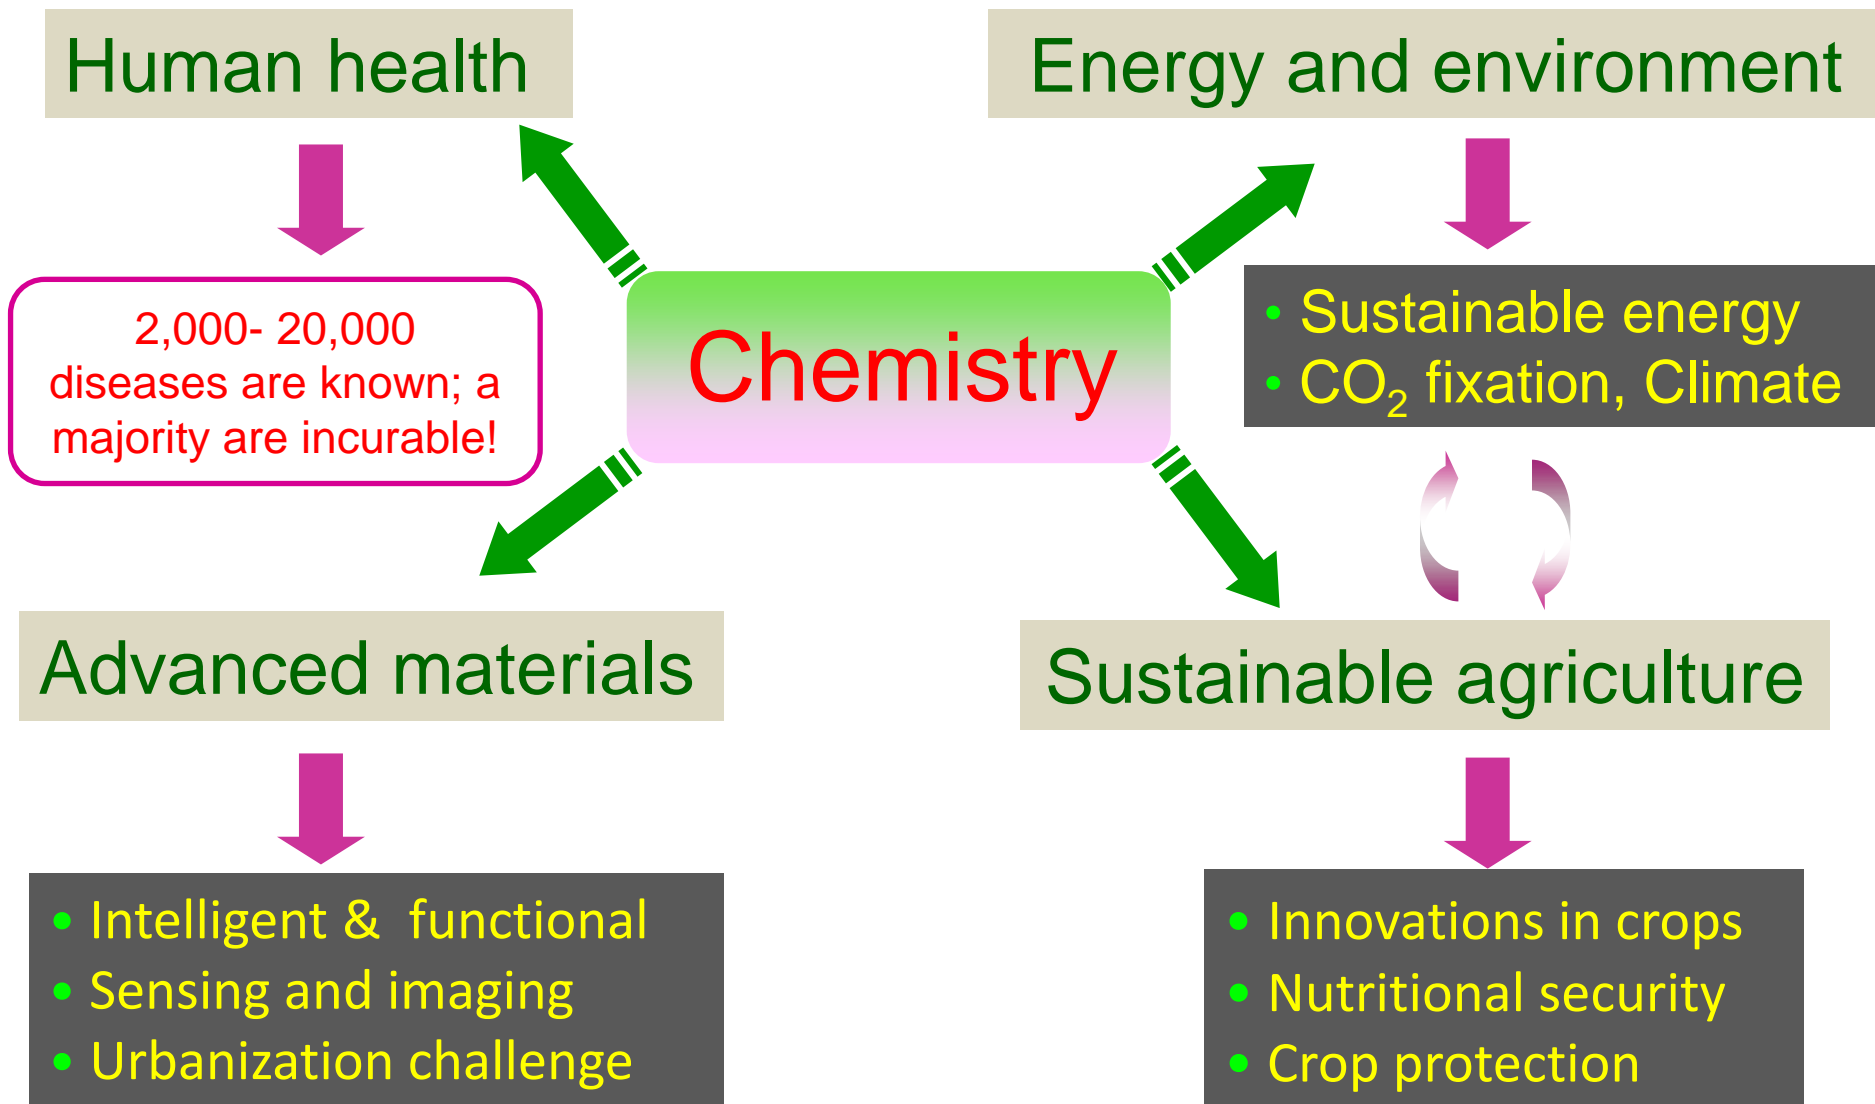 Human health
Energy and environment
2,000- 20,000
diseases are known; a
majority are incurable!
Chemistry
• Sustainable energy
• CO₂ fixation, Climate
Advanced materials
Sustainable agriculture
• Intelligent &  functional
• Sensing and imaging
• Urbanization challenge
• Innovations in crops
• Nutritional security
• Crop protection